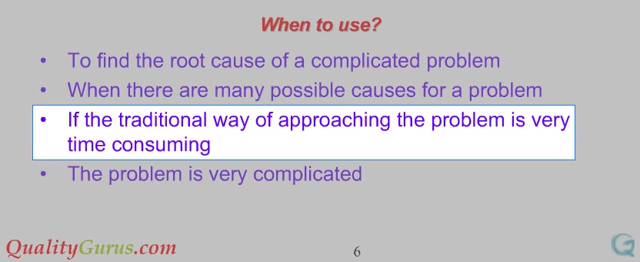 When to use?
• To find the root cause of a complicated problem
• When there are many possible causes for a problem
• If the traditional way of approaching the problem is very
time consuming
• The problem is very complicated
QualityGurus.com
6